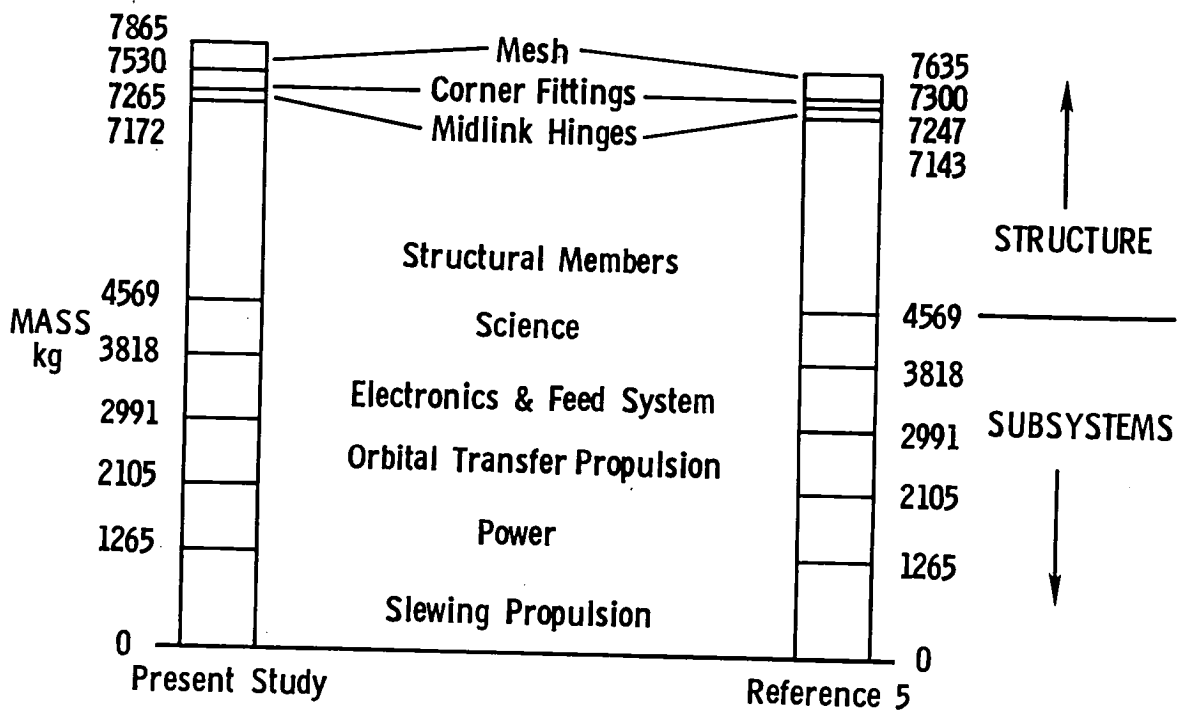 7865
7530
7265
7172
Mesh
Corner Fittings
Midlink Hinges
7635
7300
7247
7143
STRUCTURE
Structural Members
4569
Science
4569
MASS
kg
3818
3818
Electronics & Feed System
2991
2991
SUBSYSTEMS
Orbital Transfer Propulsion
2105
2105
Power
1265
1265
Slewing Propulsion
0
0
Present Study
Reference 5